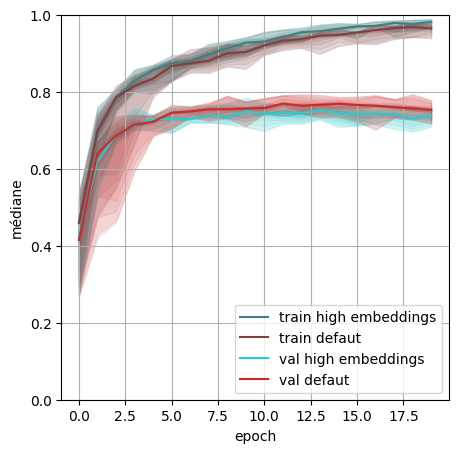 1.0
0.8
0.6
0.4
0.2
0.0
médiane
train high embeddings
train defaut
val high embeddings
val defaut
0.0 2.5 5.0 7.5 10.0 12.5 15.0 17.5
epoch